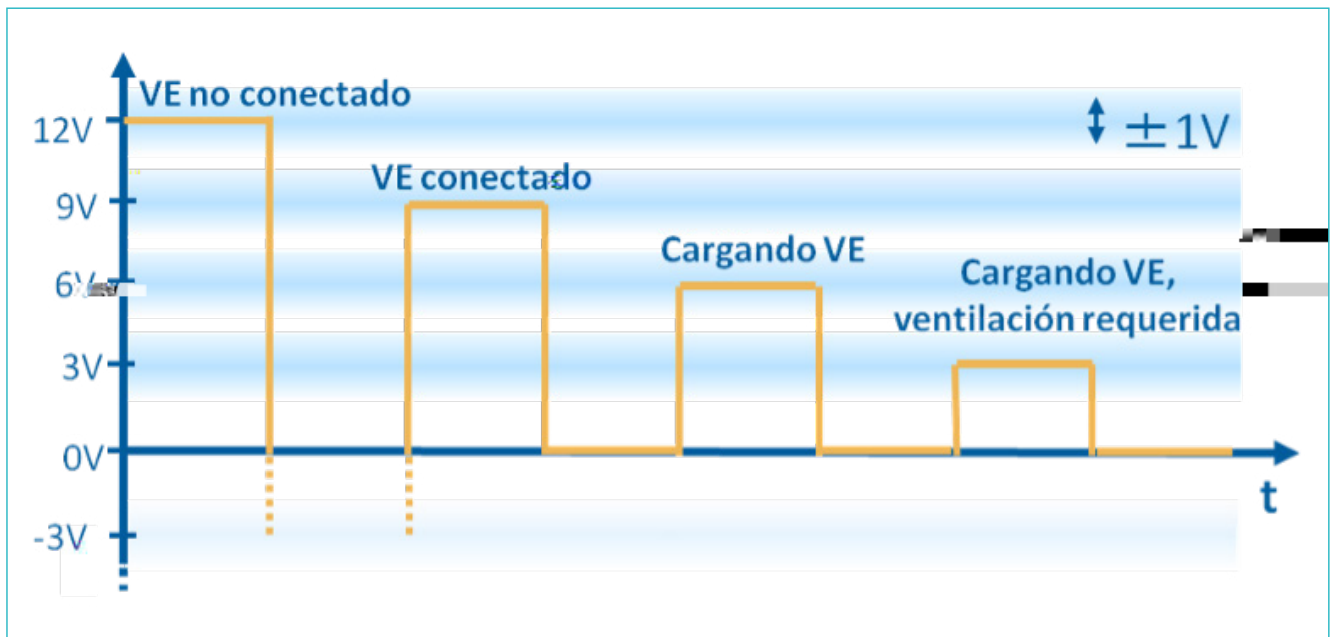 VE no conectado
12V
±1V
VE conectado
9V
Cargando VE
6V
Cargando VE,
ventilación requerida
3V
0V
t
-3V